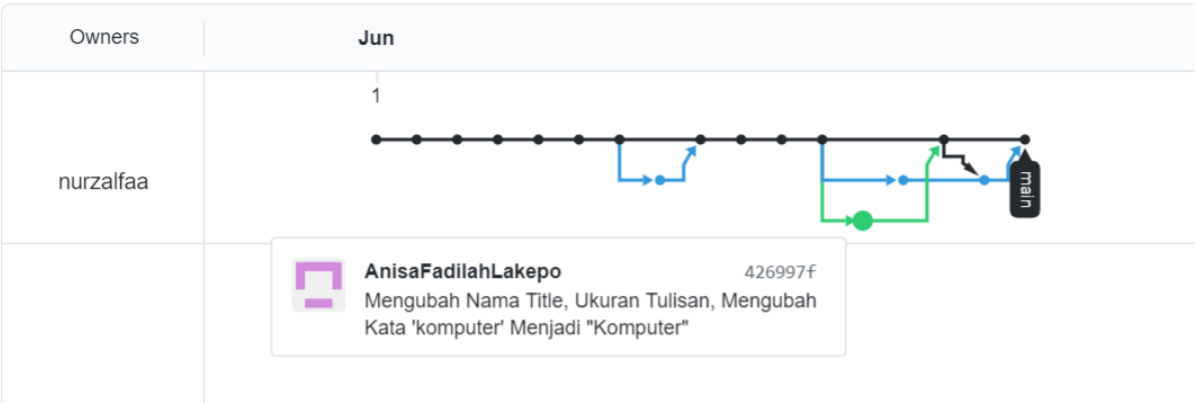 Owners
Jun
1
nurzalfaa
main
AnisaFadilahLakepo 426997f
Mengubah Nama Title, Ukuran Tulisan, Mengubah
Kata 'komputer' Menjadi "Komputer"